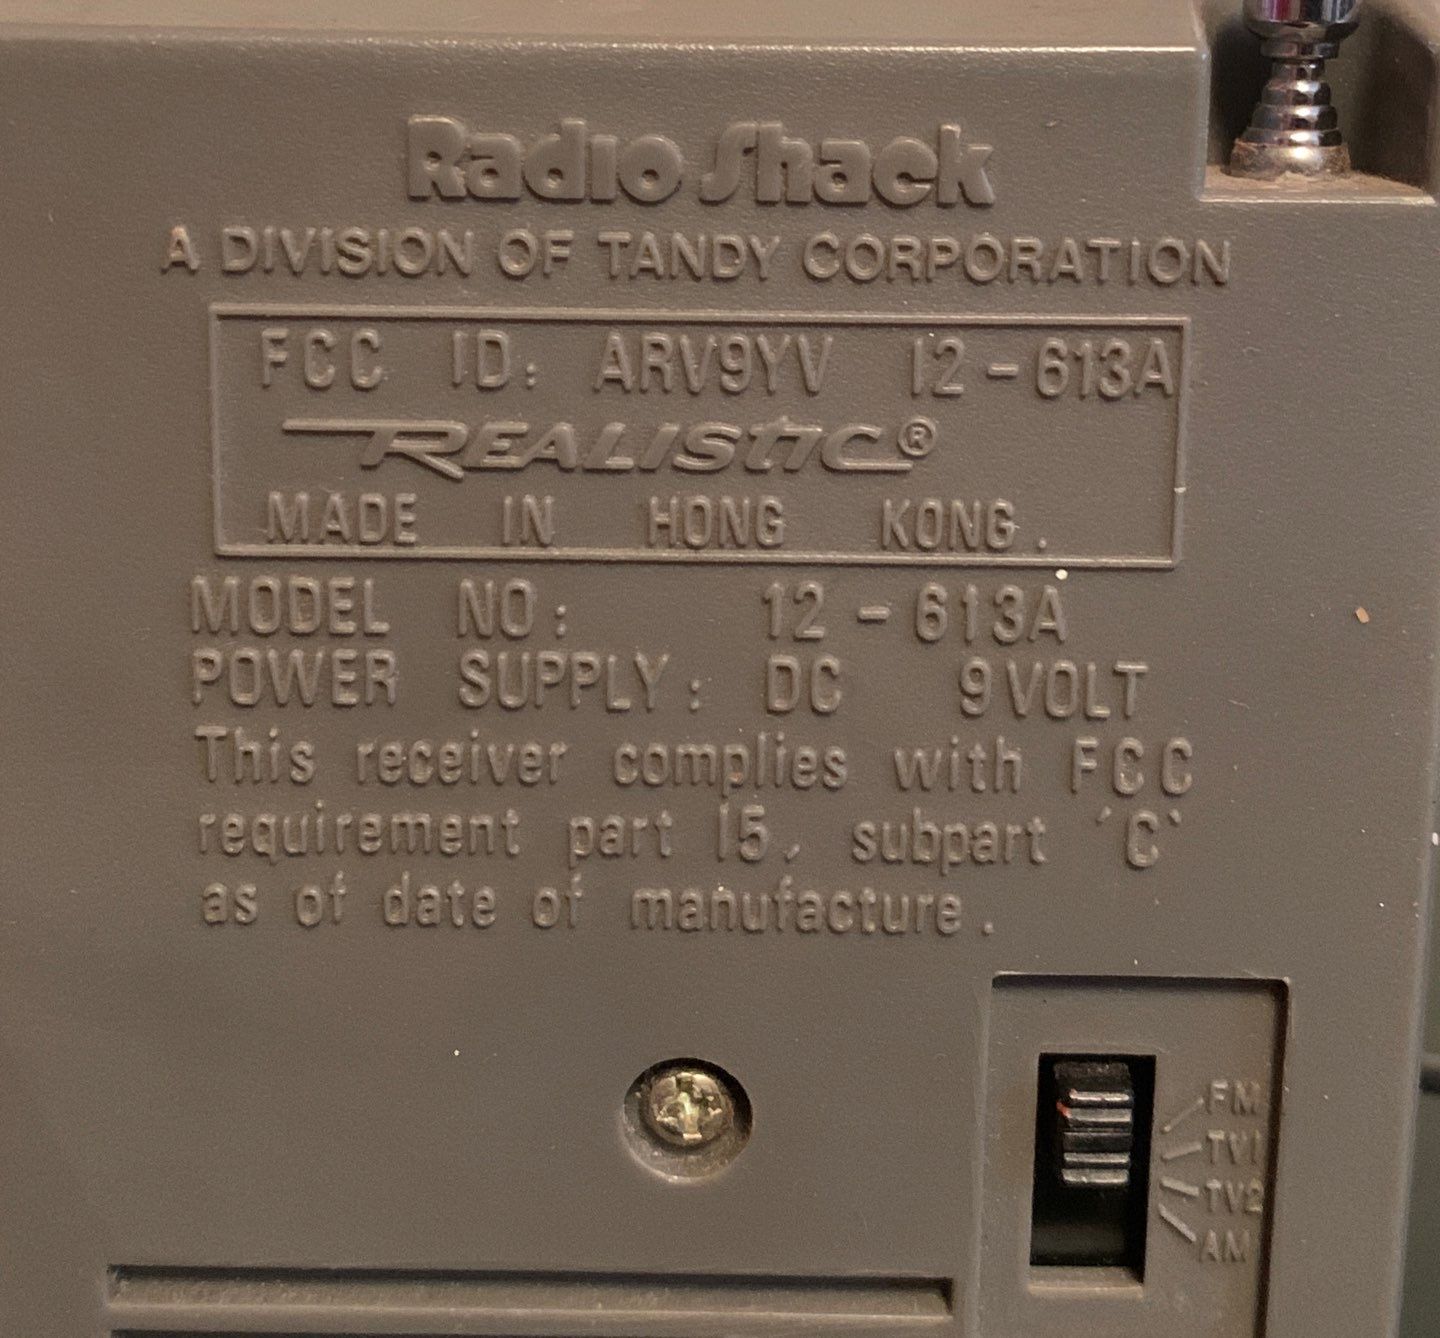 Radio Shack
A DIVISION OF TANDY CORPORATION
FCC ID: ARV9YV 12-613A
REALISTIC®
MADE IN HONG KONG.
MODEL NO: 12-613A
POWER SUPPLY: DC 9VOLT
This receiver complies with FCC
requirement part 15, subpart 'C'
as of date of manufacture.
FM
TV1
TV2
AM